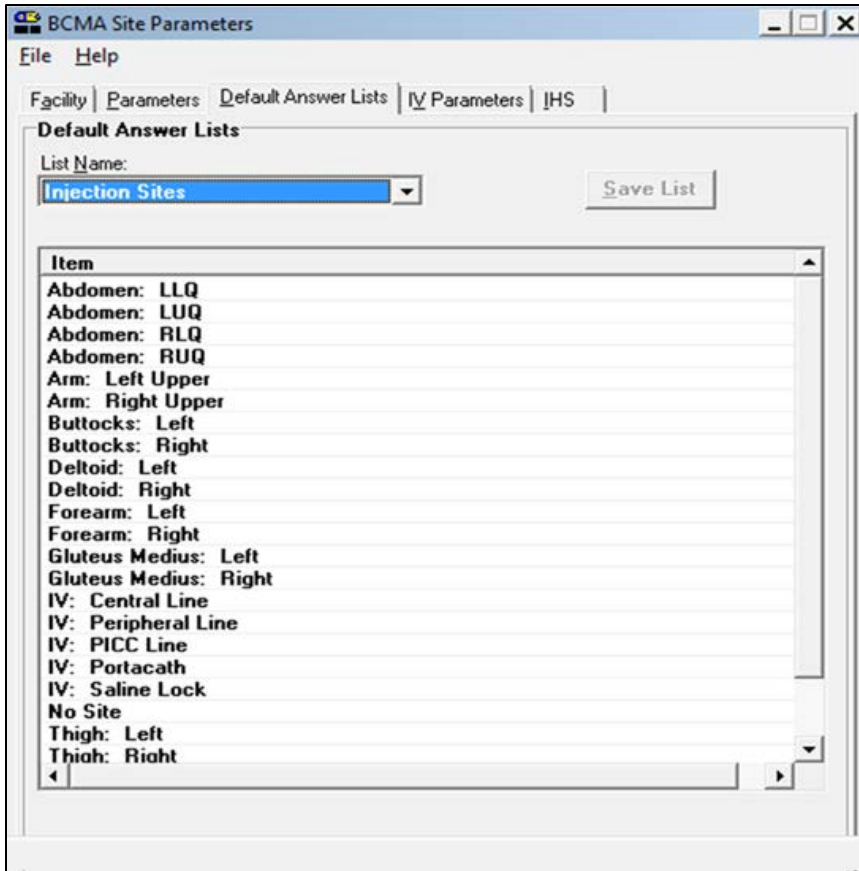 BCMA Site Parameters
File Help
Facility Parameters Default Answer Lists IV Parameters IHS
Default Answer Lists
List Name:
Injection Sites
Save List
Item
Abdomen: LLQ
Abdomen: LUQ
Abdomen: RLQ
Abdomen: RUQ
Arm: Left Upper
Arm: Right Upper
Buttocks: Left
Buttocks: Right
Deltoid: Left
Deltoid: Right
Forearm: Left
Forearm: Right
Gluteus Medius: Left
Gluteus Medius: Right
IV: Central Line
IV: Peripheral Line
IV: PICC Line
IV: Portacath
IV: Saline Lock
No Site
Thigh: Left
Thigh: Right